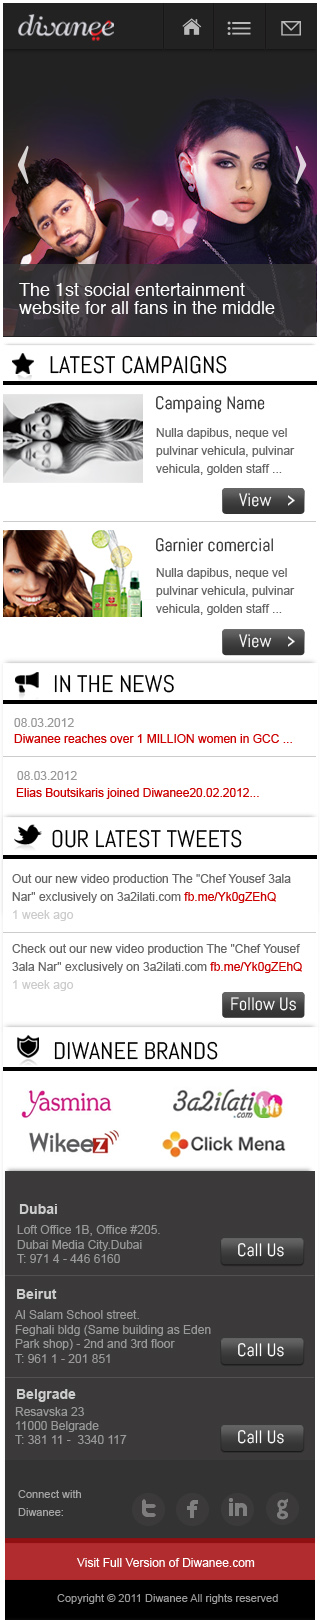 diwanee
The 1st social entertainment
website for all fans in the middle
LATEST CAMPAIGNS
Campaing Name
Nulla dapibus, neque vel
pulvinar vehicula, pulvinar
vehicula, golden staff ...
View >
Garnier comercial
Nulla dapibus, neque vel
pulvinar vehicula, pulvinar
vehicula, golden staff ...
View >
IN THE NEWS
08.03.2012
Diwanee reaches over 1 MILLION women in GCC ...
08.03.2012
Elias Boutsikaris joined Diwanee20.02.2012...
OUR LATEST TWEETS
Out our new video production The "Chef Yousef 3ala
Nar" exclusively on 3a2ilati.com fb.me/Yk0gZEhQ
1 week ago
Check out our new video production The "Chef Yousef
3ala Nar" exclusively on 3a2ilati.com fb.me/Yk0gZEHQ
1 week ago
Follow Us
DIWANEE BRANDS
Yasmina
3a2ilati.com
WikeeZ
Click Mena
Dubai
Loft Office 1B, Office #205.
Dubai Media City.Dubai
T: 971 4 - 446 6160
Call Us
Beirut
Al Salam School street.
Feghali bldg (Same building as Eden
Park shop) - 2nd and 3rd floor
T: 961 1 - 201 851
Call Us
Belgrade
Resavska 23
11000 Belgrade
T: 381 11 - 3340 117
Call Us
Connect with
Diwanee:
Visit Full Version of Diwanee.com
Copyright © 2011 Diwanee All rights reserved